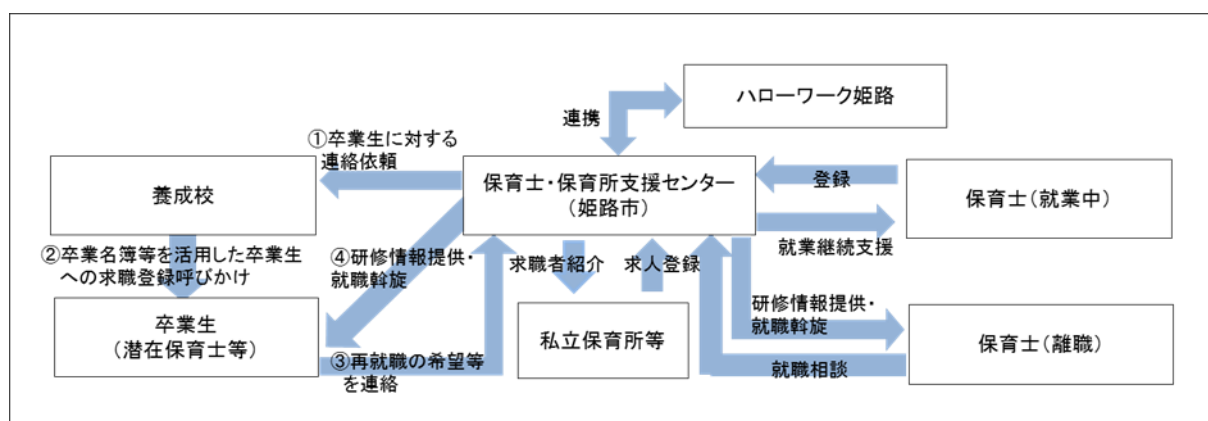 ハローワーク姫路
連携
①卒業生に対する
連絡依頼
養成校
保育士・保育所支援センター
(姫路市)
登録
保育士(就業中)
就業継続支援
②卒業名簿等を活用した卒業生
への求職登録呼びかけ
④研修情報提供・
就職斡旋
求職者紹介
求人登録
研修情報提供・
就職斡旋
卒業生
(潜在保育士等)
私立保育所等
保育士(離職)
③再就職の希望等
を連絡
就職相談